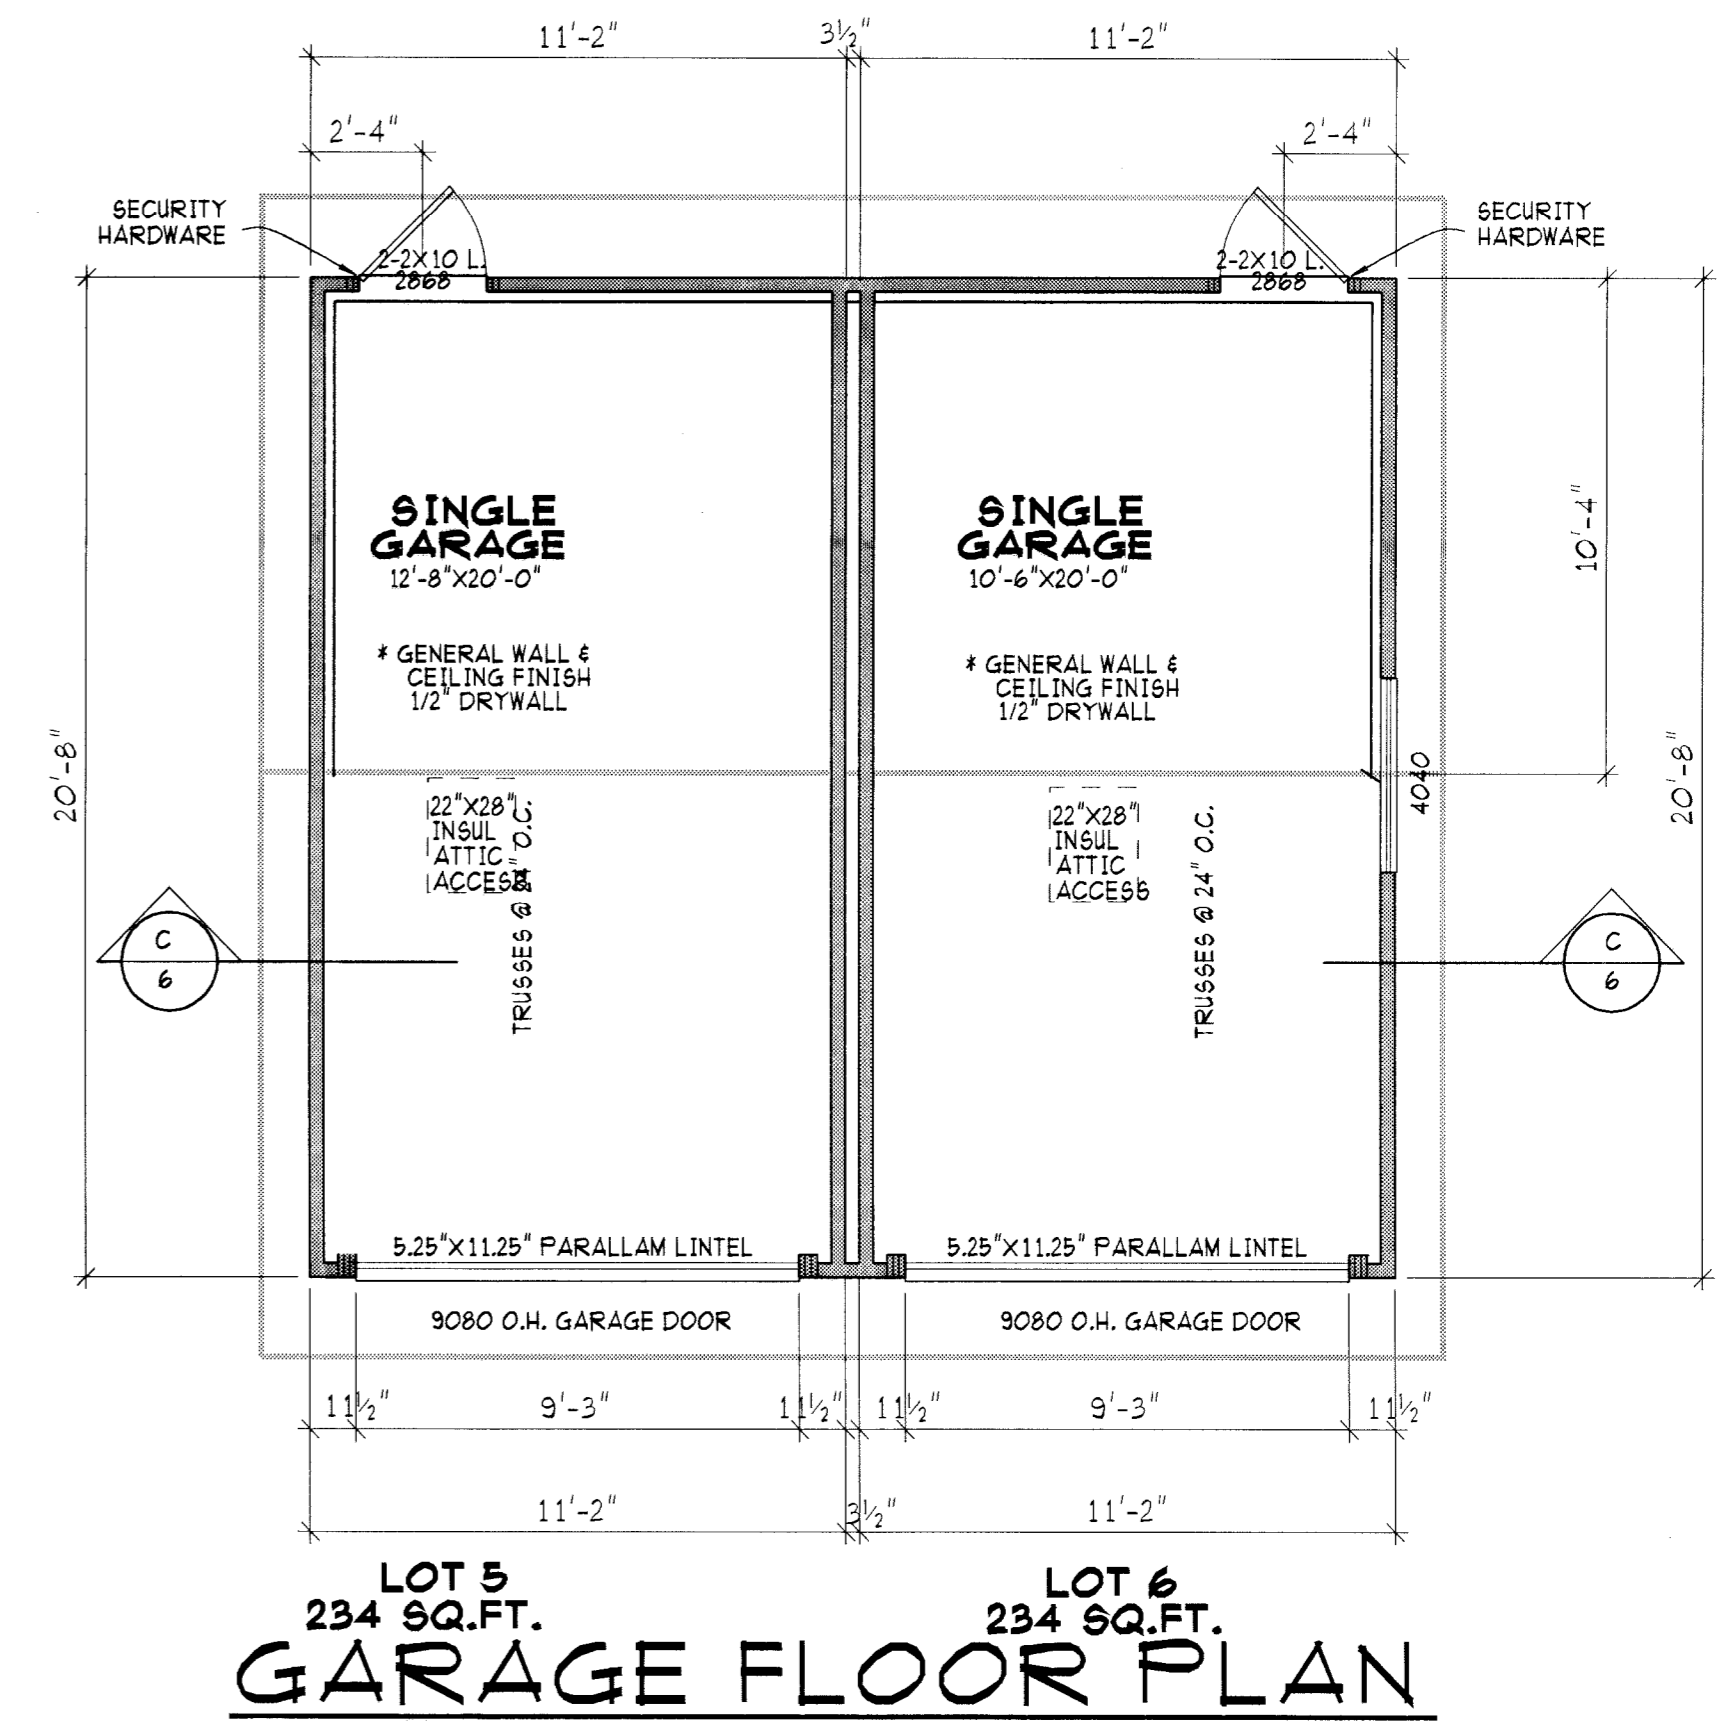 11'-2"
3½"
11'-2"
2'-4"
2'-4"
SECURITY
HARDWARE
SECURITY
HARDWARE
2-2X10 L.
2868
2-2X10 L.
2868
SINGLE
GARAGE
12'-8"X20'-0"
SINGLE
GARAGE
10'-6"X20'-0"
10'-4"
* GENERAL WALL &
CEILING FINISH
1/2" DRYWALL
* GENERAL WALL &
CEILING FINISH
1/2" DRYWALL
20'-8"
4040
20'-8"
22"X28"
INSUL
ATTIC
ACCESS
TRUSSES @ 24" O.C.
22"X28"
INSUL
ATTIC
ACCESS
TRUSSES @ 24" O.C.
C
6
C
6
5.25"X11.25" PARALLAM LINTEL
5.25"X11.25" PARALLAM LINTEL
9080 O.H. GARAGE DOOR
9080 O.H. GARAGE DOOR
11½"
9'-3"
11½"
11½"
9'-3"
11½"
11'-2"
3½"
11'-2"
LOT 5
234 SQ.FT.
LOT 6
234 SQ.FT.
GARAGE FLOOR PLAN